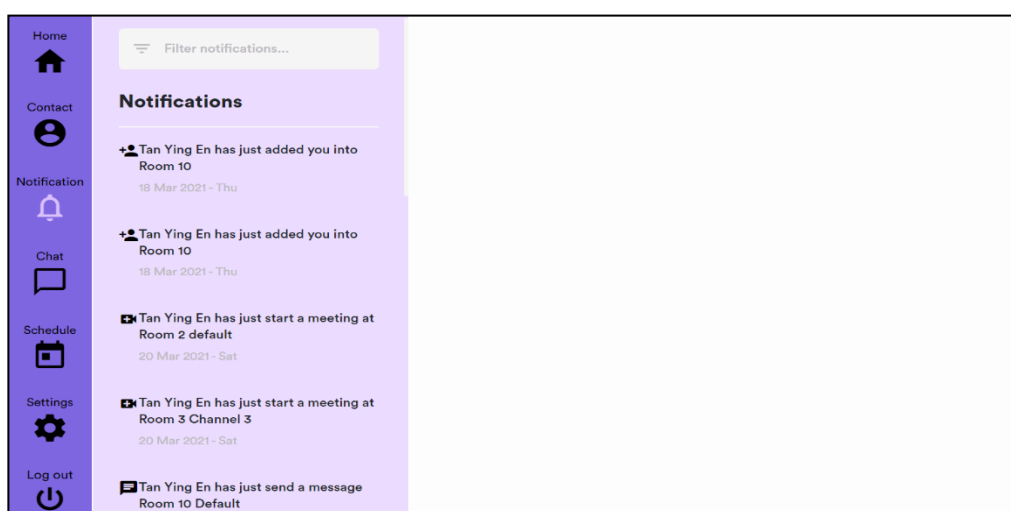 Home
Contact
Notification
Chat
Schedule
Settings
Log out
Filter notifications...
Notifications
Tan Ying En has just added you into
Room 10
18 Mar 2021 - Thu
Tan Ying En has just added you into
Room 10
18 Mar 2021 - Thu
Tan Ying En has just start a meeting at
Room 2 default
20 Mar 2021 - Sat
Tan Ying En has just start a meeting at
Room 3 Channel 3
20 Mar 2021 - Sat
Tan Ying En has just send a message
Room 10 Default